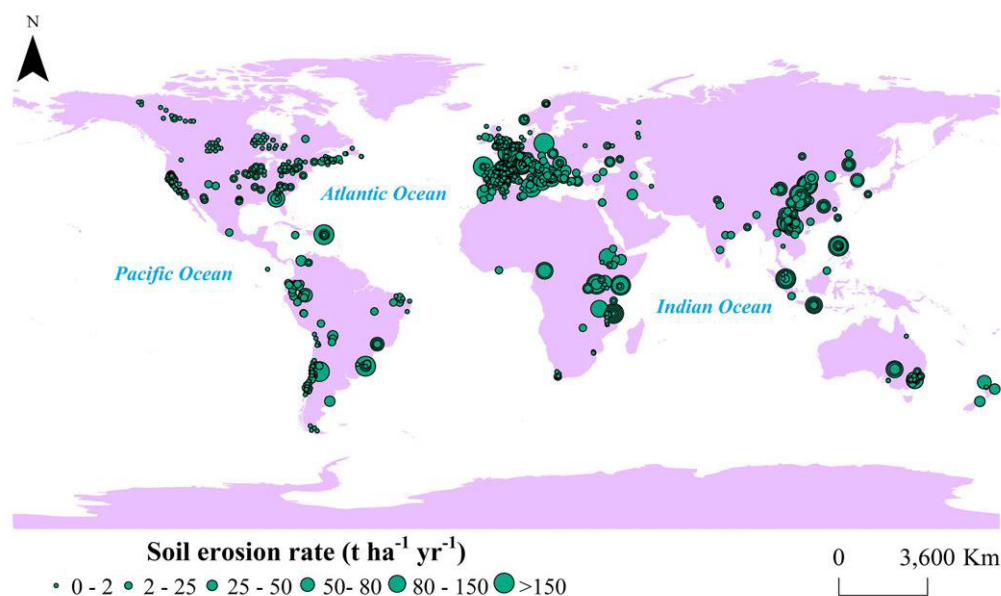 N
Atlantic Ocean
Pacific Ocean
Indian Ocean
Soil erosion rate (t ha⁻¹ yr⁻¹)
0 - 2 2 - 25 25 - 50 50- 80 80 - 150 >150
0 3,600 Km